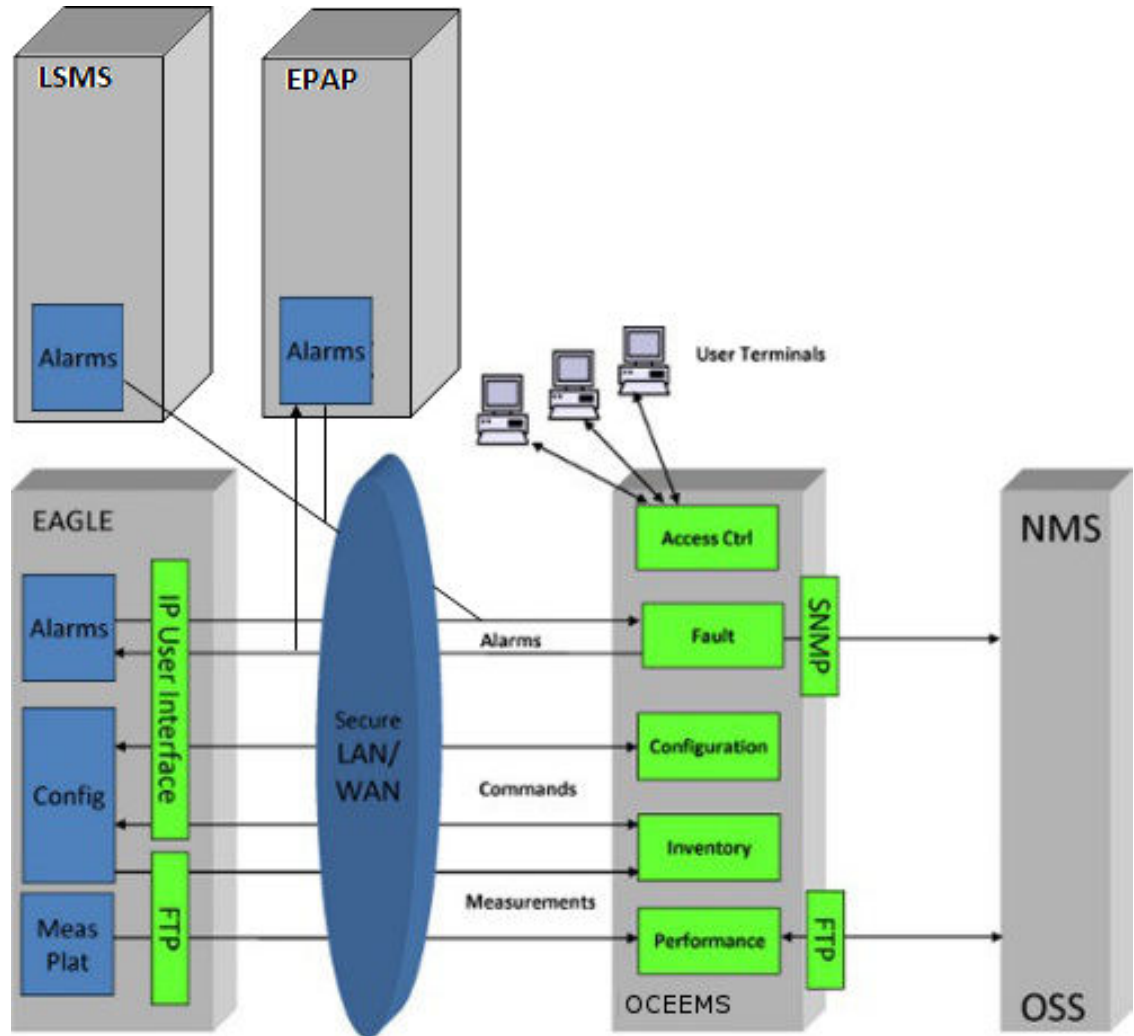 LSMS
EPAP
Alarms
Alarms
User Terminals
EAGLE
Access Ctrl
NMS
IP User Interface
Alarms
Alarms
Fault
SNMP
Secure
LAN/
WAN
Configuration
Config
Commands
Inventory
Measurements
FTP
Meas
Plat
Performance
FTP
OCEEMS
OSS